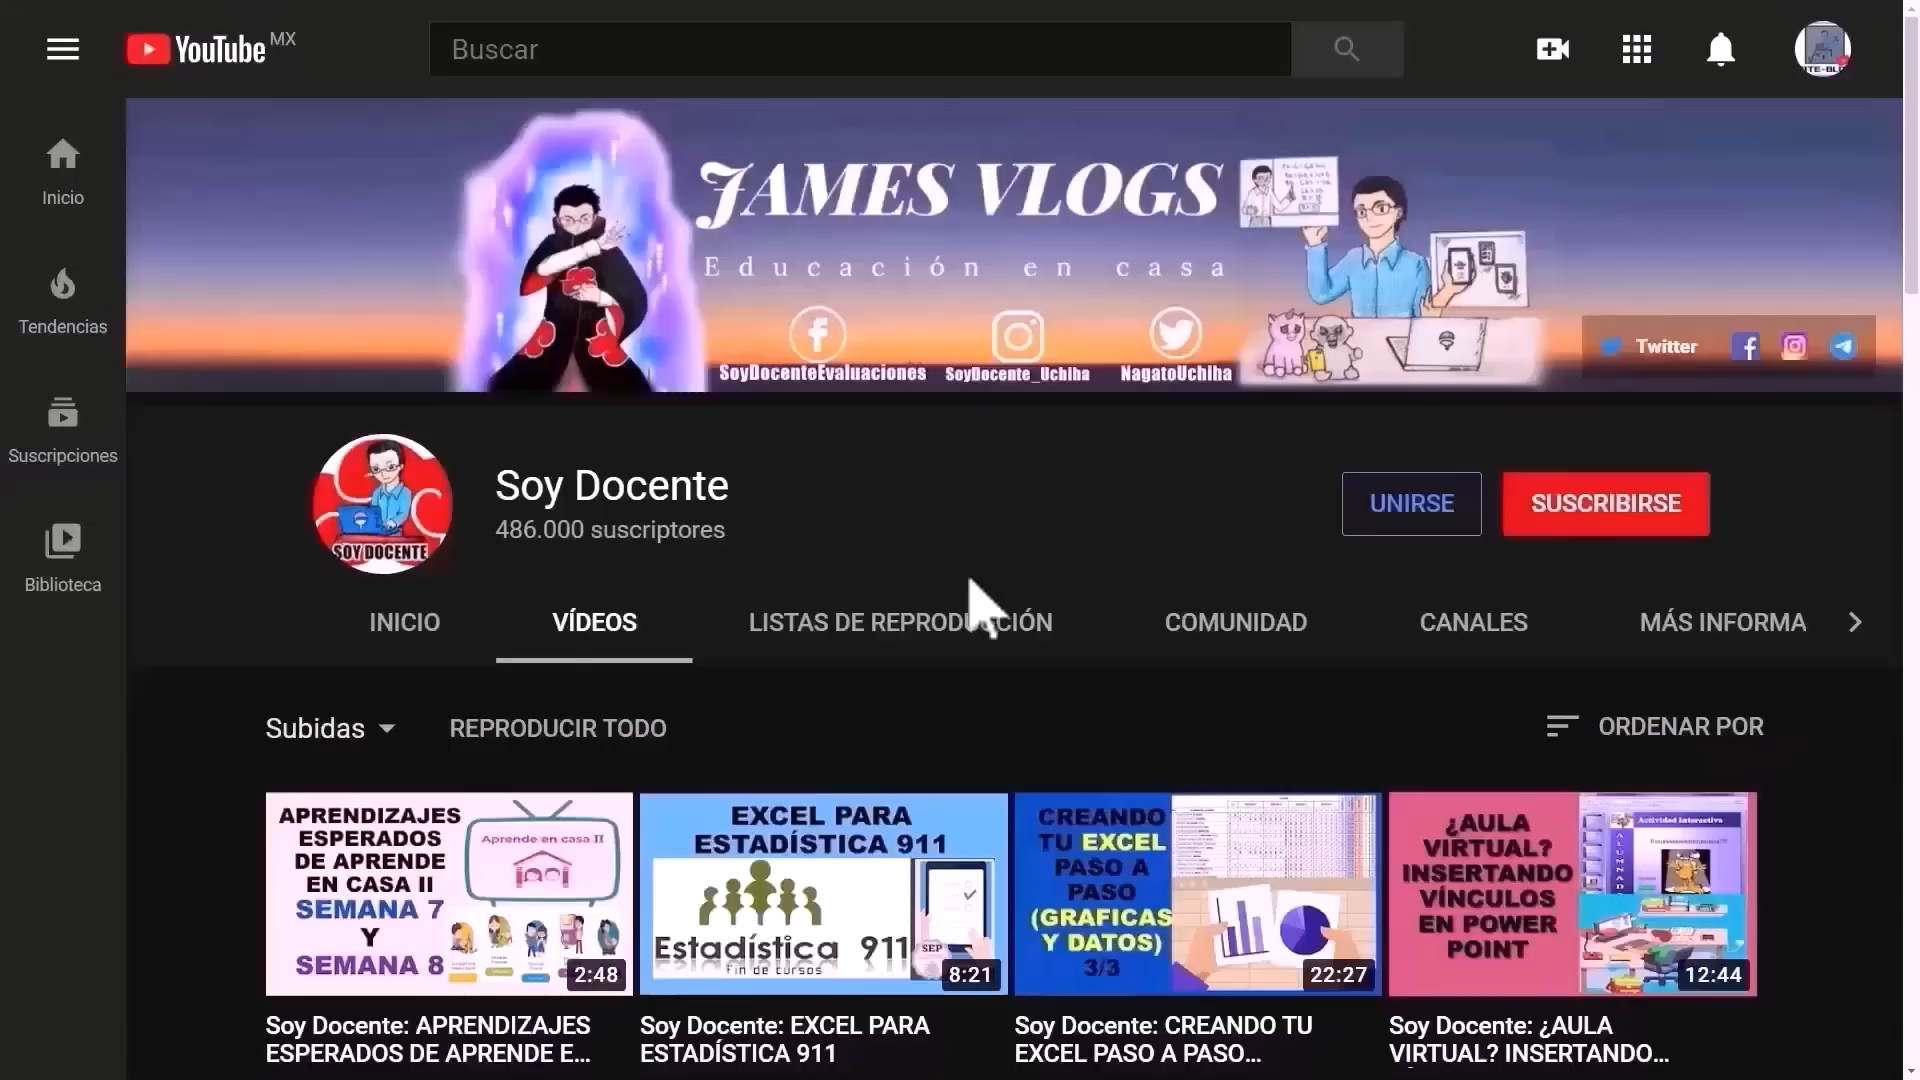 YouTube MX
Buscar
Inicio
Tendencias
Suscripciones
Biblioteca
JAMES VLOGS
Educación en casa
SoyDocenteEvaluaciones SoyDocente_Uchiha NagatoUchiha
Twitter
SOY DOCENTE
Soy Docente
486.000 suscriptores
UNIRSE
SUSCRIBIRSE
INICIO VÍDEOS LISTAS DE REPRODUCCIÓN COMUNIDAD CANALES MÁS INFORMA
Subidas REPRODUCIR TODO ORDENAR POR
APRENDIZAJES
ESPERADOS
DE APRENDE
EN CASA II
SEMANA 7
Y
SEMANA 8
Aprende en casa II
2:48
EXCEL PARA
ESTADÍSTICA 911
Estadística 911
fin de cursos
SEP
8:21
CREANDO
TU EXCEL
PASO A
PASO
(GRAFICAS
Y DATOS)
3/3
22:27
¿AULA
VIRTUAL?
INSERTANDO
VÍNCULOS
EN POWER
POINT
Actividad Interactiva
ALUMNAD
12:44
Soy Docente: APRENDIZAJES
ESPERADOS DE APRENDE E...
Soy Docente: EXCEL PARA
ESTADÍSTICA 911
Soy Docente: CREANDO TU
EXCEL PASO A PASO...
Soy Docente: ¿AULA
VIRTUAL? INSERTANDO...